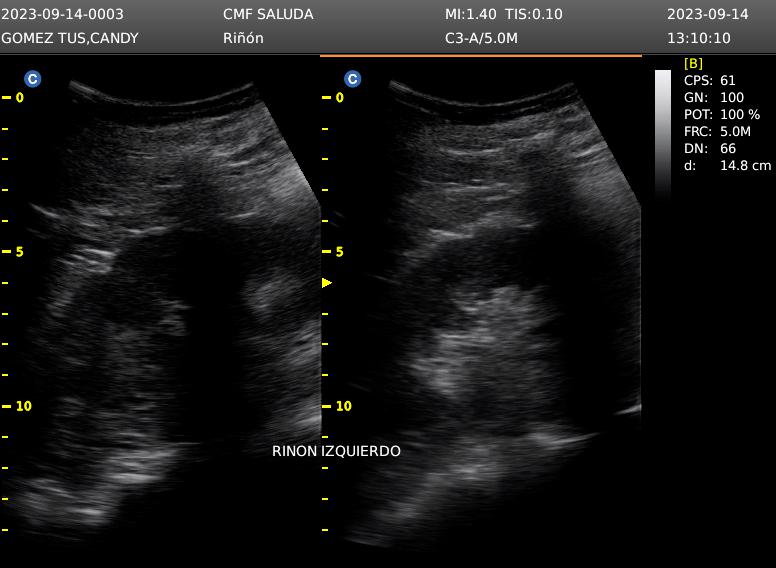 2023-09-14-0003 CMF SALUDA MI:1.40 TIS:0.10 2023-09-14
GOMEZ TUS,CANDY Riñón C3-A/5.0M 13:10:10
C C
[B]
CPS: 61
GN: 100
POT: 100 %
FRC: 5.0M
DN: 66
d: 14.8 cm
0 0
5 5
10 10
RINON IZQUIERDO